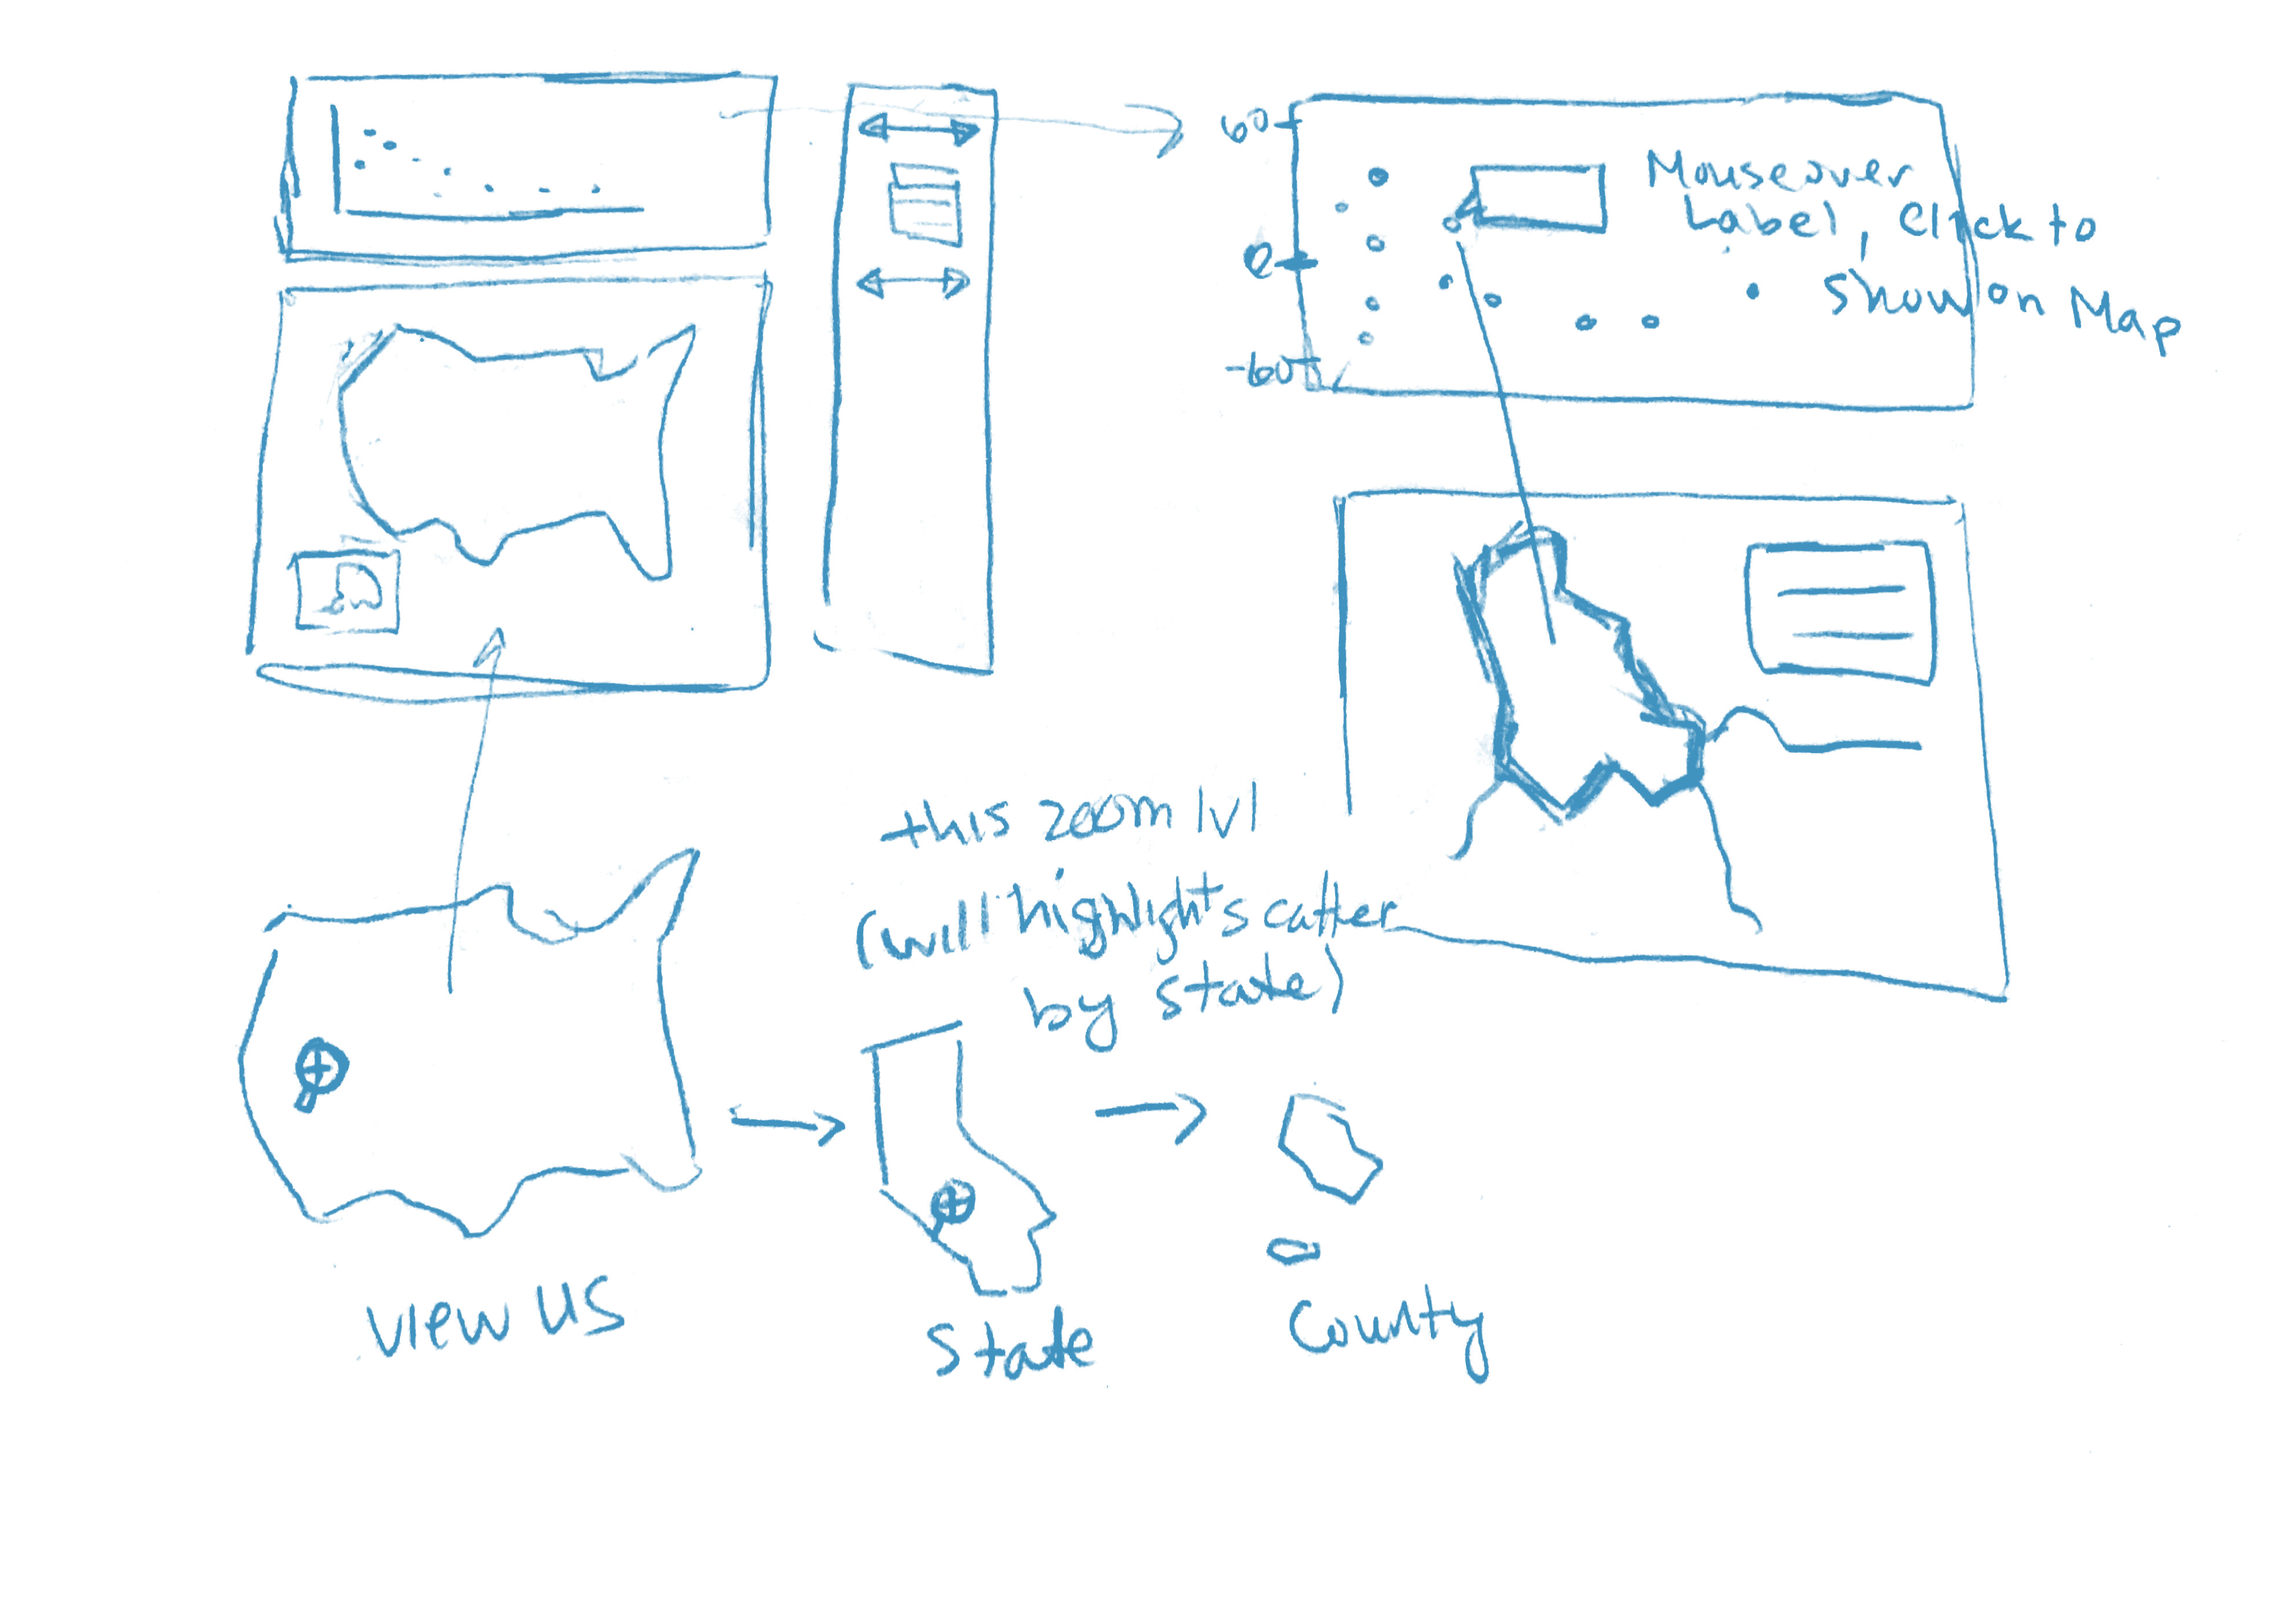 60
0
-60
Mouseover
Label, Click to
Show on Map
this zoom lvl
(will highlight scatter
by state)
View US
State
County